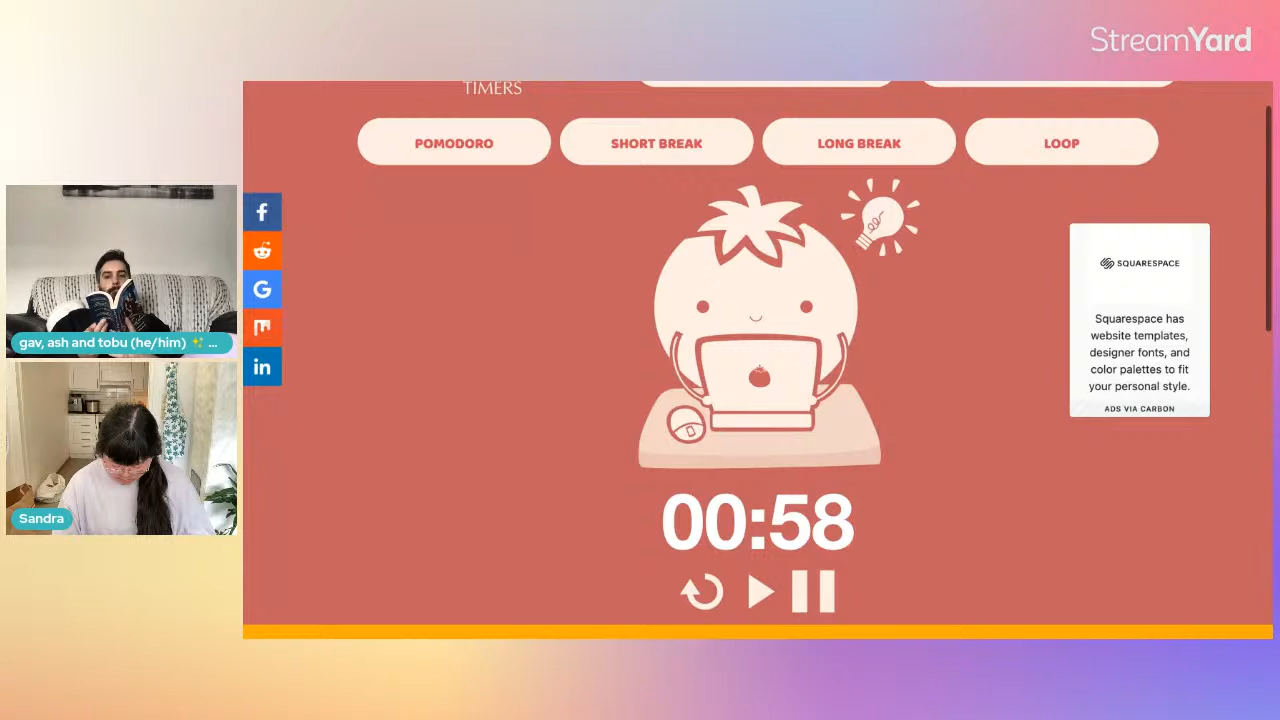 StreamYard
TIMERS
POMODORO
SHORT BREAK
LONG BREAK
LOOP
SQUARESPACE
Squarespace has
website templates,
designer fonts, and
color palettes to fit
your personal style.
ADS VIA CARBON
gav, ash and tobu (he/him) ✨ ...
Sandra
00:58